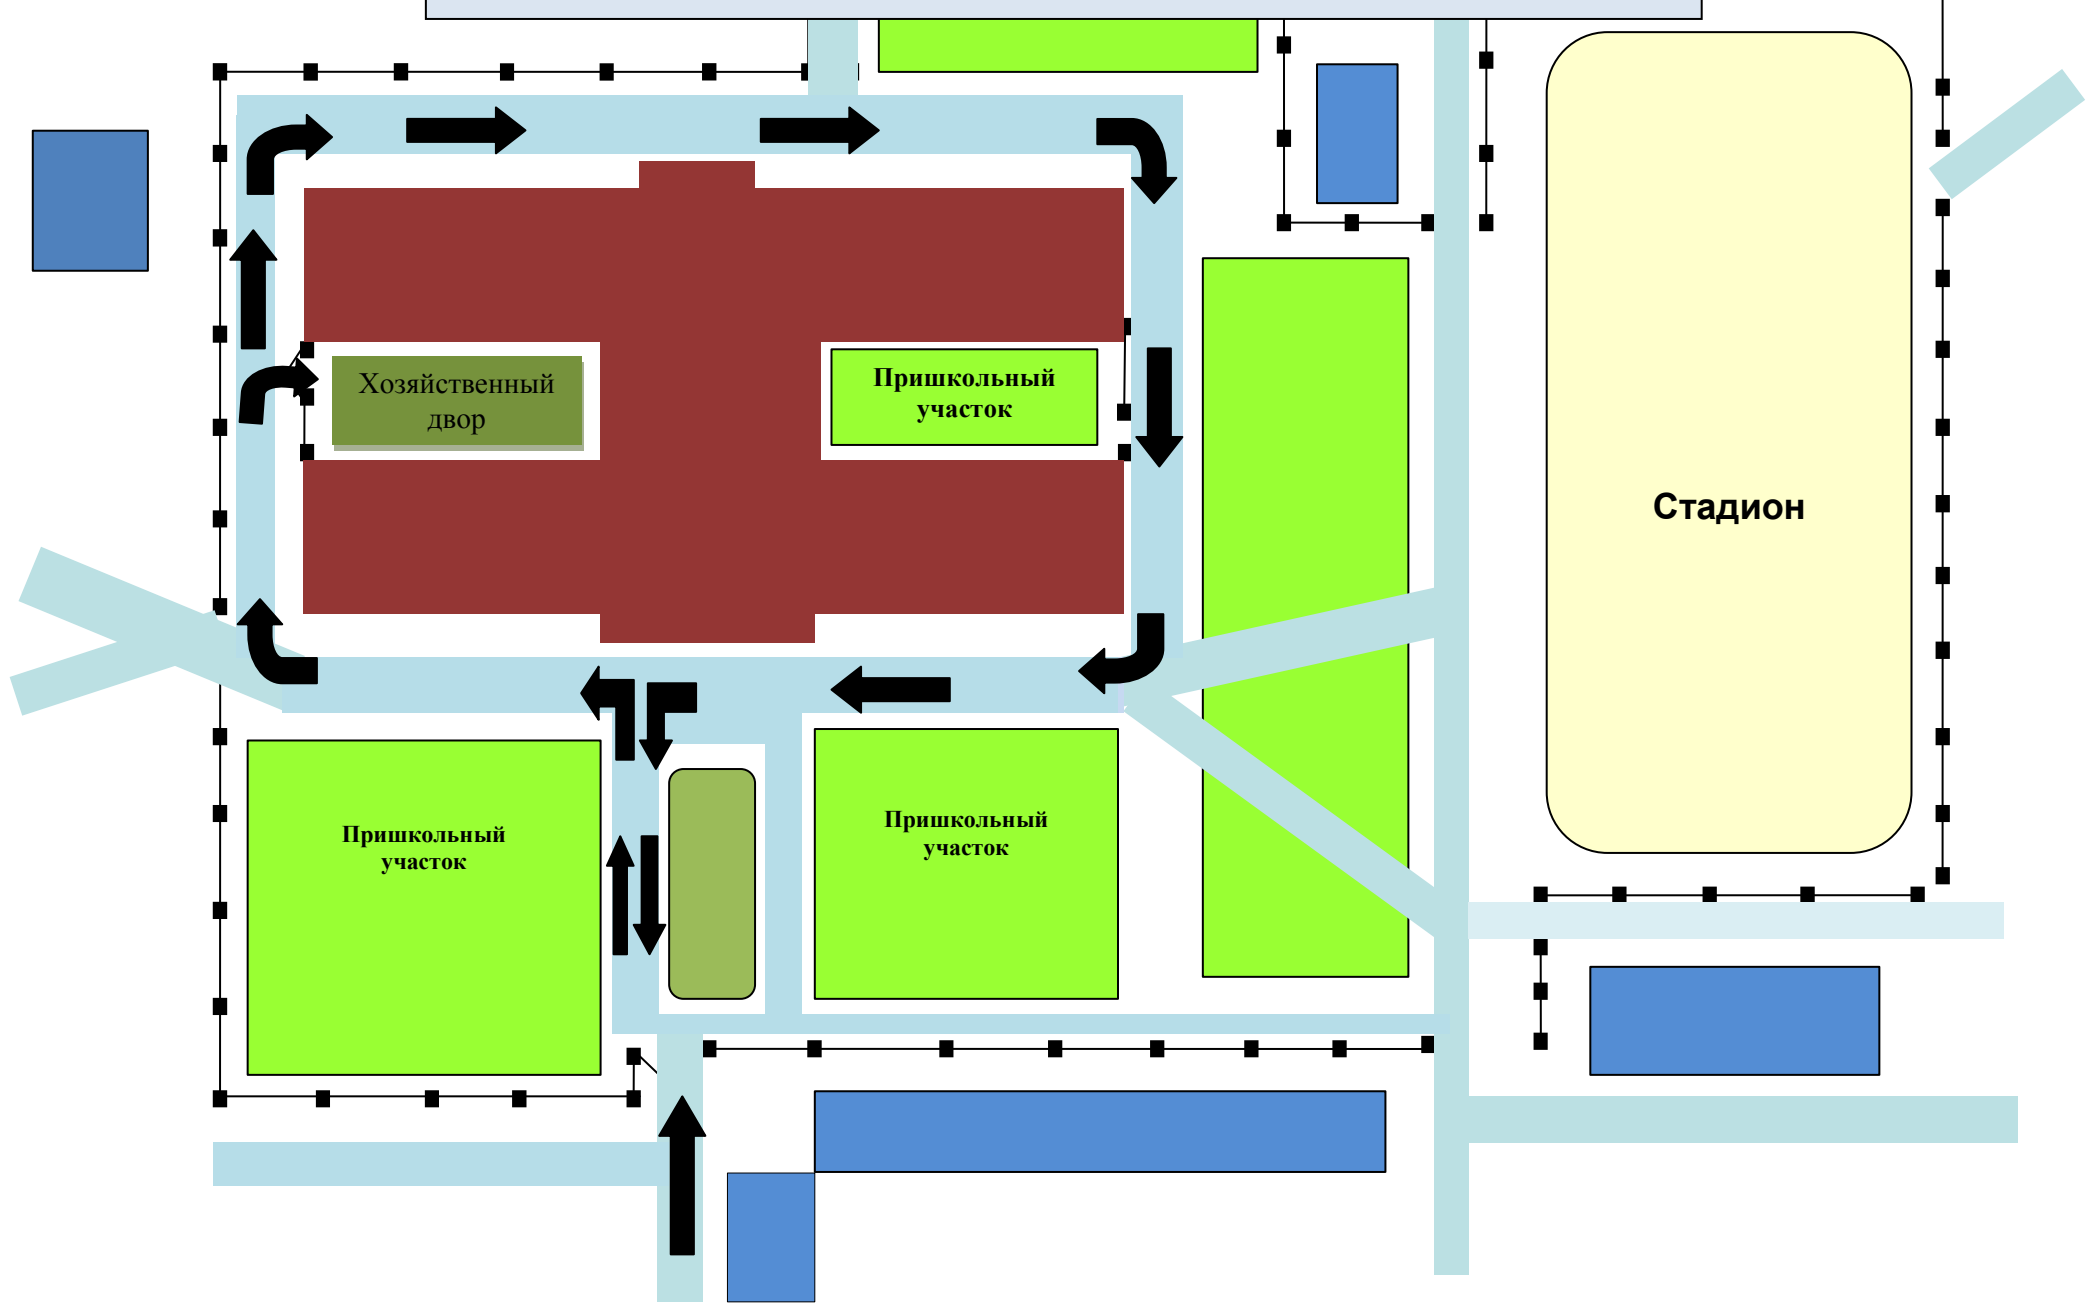 Хозяйственный
двор
Пришкольный
участок
Стадион
Пришкольный
участок
Пришкольный
участок